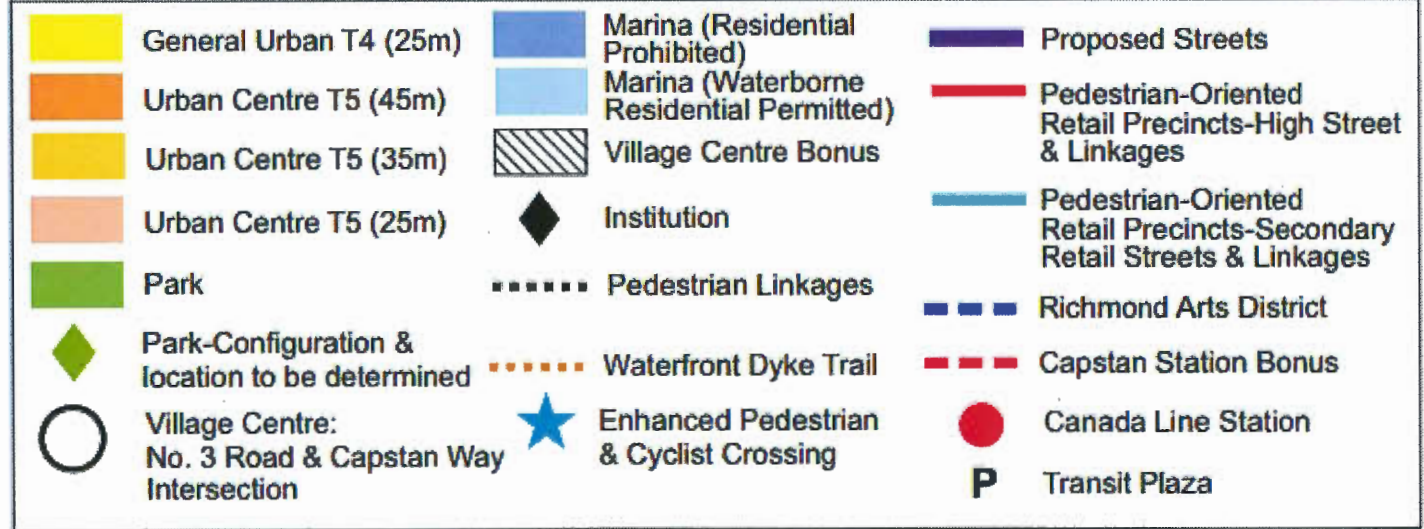 General Urban T4 (25m)
Urban Centre T5 (45m)
Urban Centre T5 (35m)
Urban Centre T5 (25m)
Park
Park-Configuration &
location to be determined
Village Centre:
No. 3 Road & Capstan Way
Intersection
Marina (Residential
Prohibited)
Marina (Waterborne
Residential Permitted)
Village Centre Bonus
Institution
Pedestrian Linkages
Waterfront Dyke Trail
Enhanced Pedestrian
& Cyclist Crossing
Proposed Streets
Pedestrian-Oriented
Retail Precincts-High Street
& Linkages
Pedestrian-Oriented
Retail Precincts-Secondary
Retail Streets & Linkages
Richmond Arts District
Capstan Station Bonus
Canada Line Station
P Transit Plaza